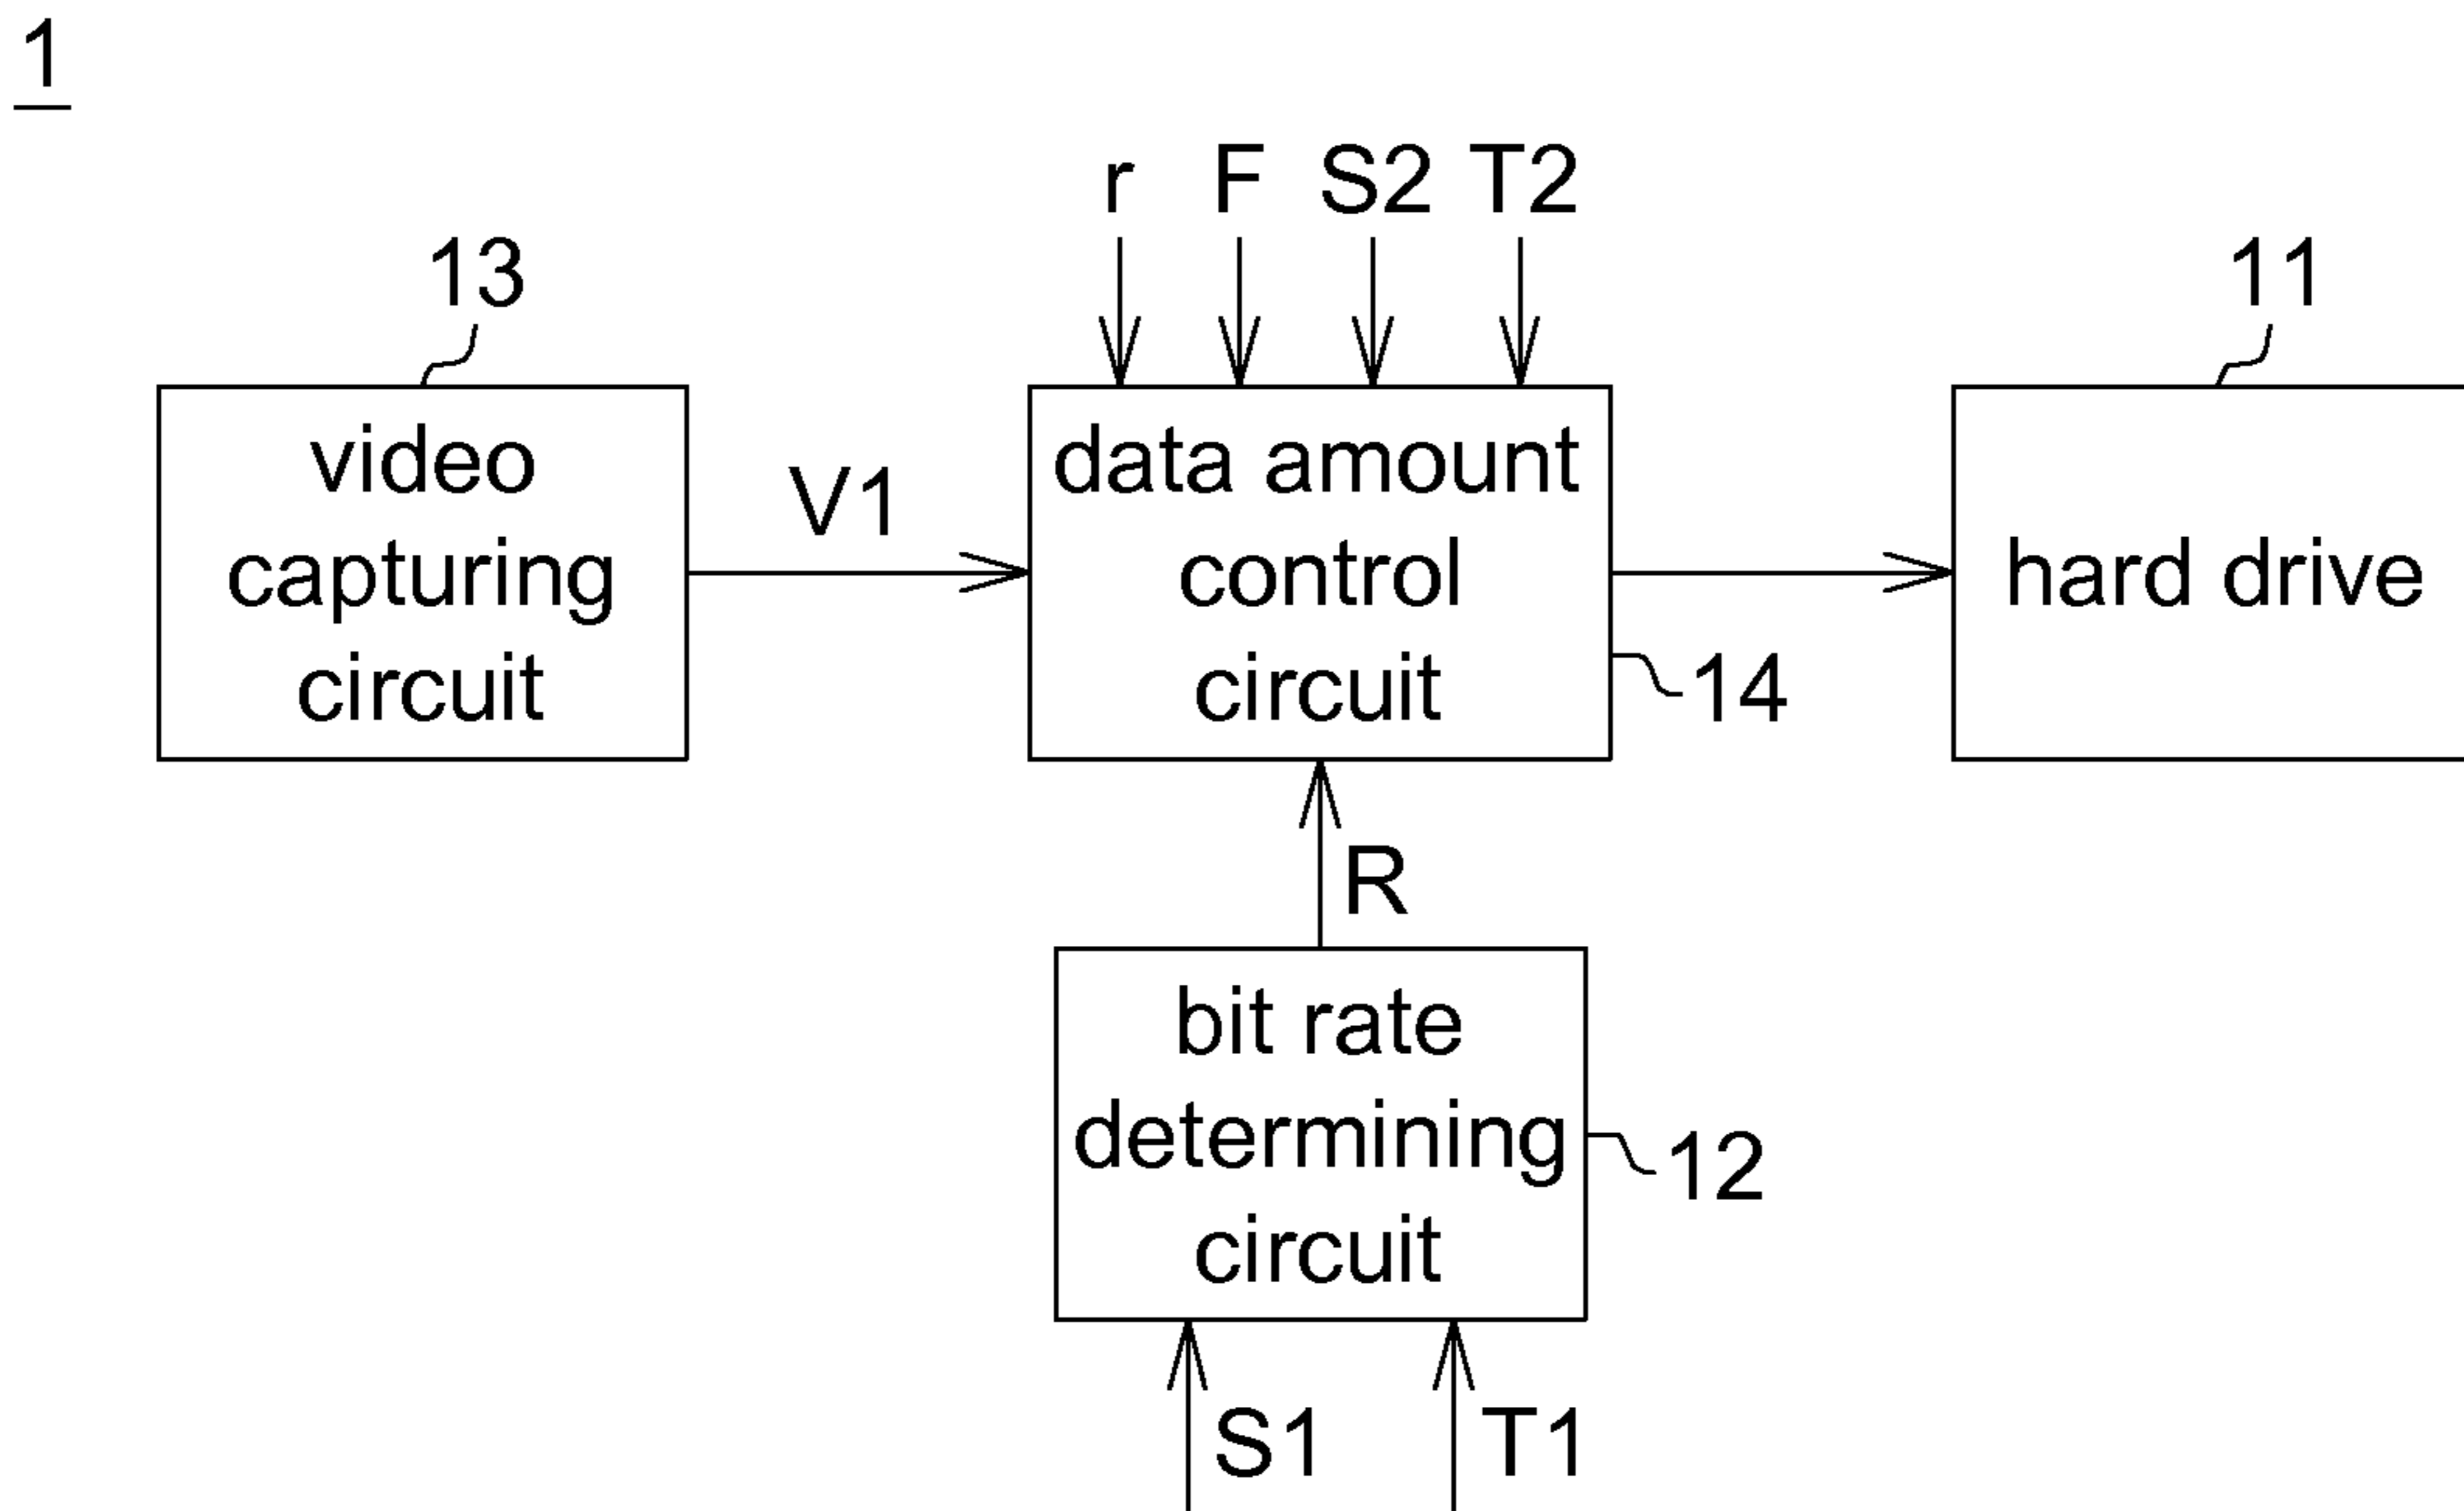 1
r F S2 T2
13
11
video
capturing
circuit
V1
data amount
control
circuit
14
hard drive
R
bit rate
determining
circuit
12
S1
T1